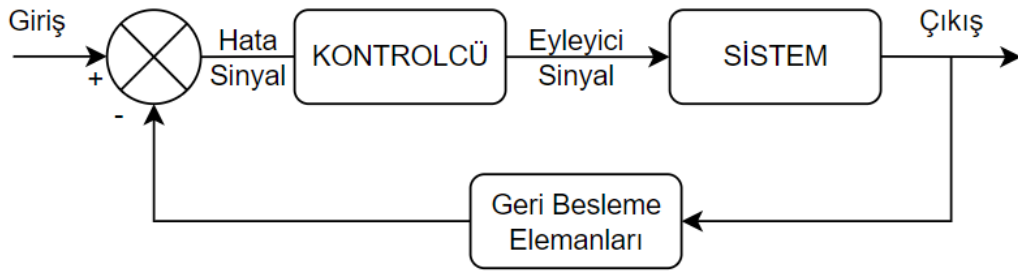 Giriş
+
-
Hata
Sinyal
KONTROLCÜ
Eyleyici
Sinyal
SİSTEM
Çıkış
Geri Besleme
Elemanları